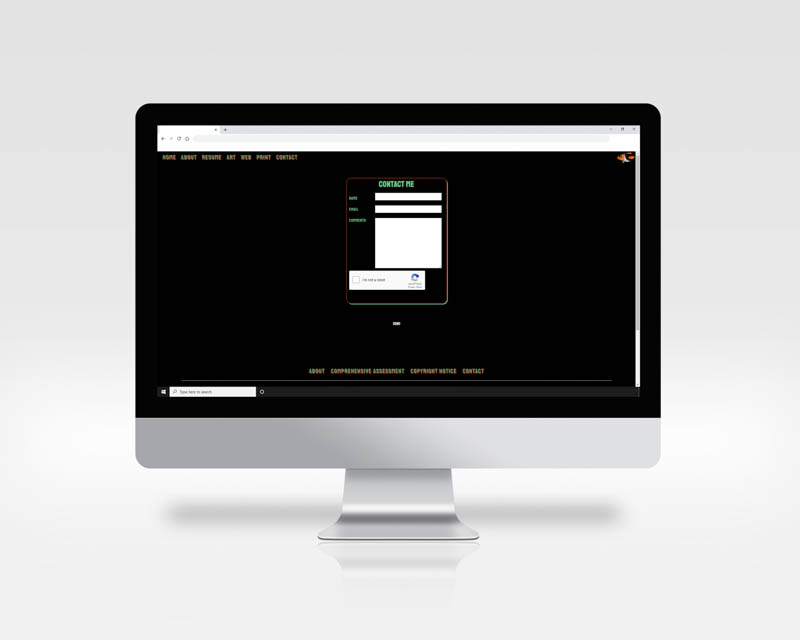 HOME ABOUT RESUME ART WEB PRINT CONTACT
CONTACT ME
NAME
EMAIL
COMMENTS
I'm not a robot
SEND
ABOUT COMPREHENSIVE ASSESSMENT COPYRIGHT NOTICE CONTACT
Type here to search